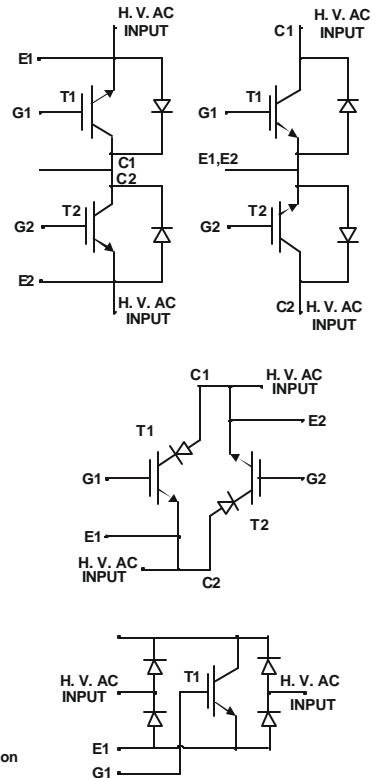 H. V. AC
INPUT
E1
T1
G1
C1
C2
T2
G2
E2
H. V. AC
INPUT
H. V. AC
INPUT
C1
T1
G1
E1,E2
T2
G2
C2
H. V. AC
INPUT
C1
H. V. AC
INPUT
E2
T1
G1
G2
T2
E1
H. V. AC
INPUT
C2
T1
H. V. AC
INPUT
H. V. AC
INPUT
on
E1
G1